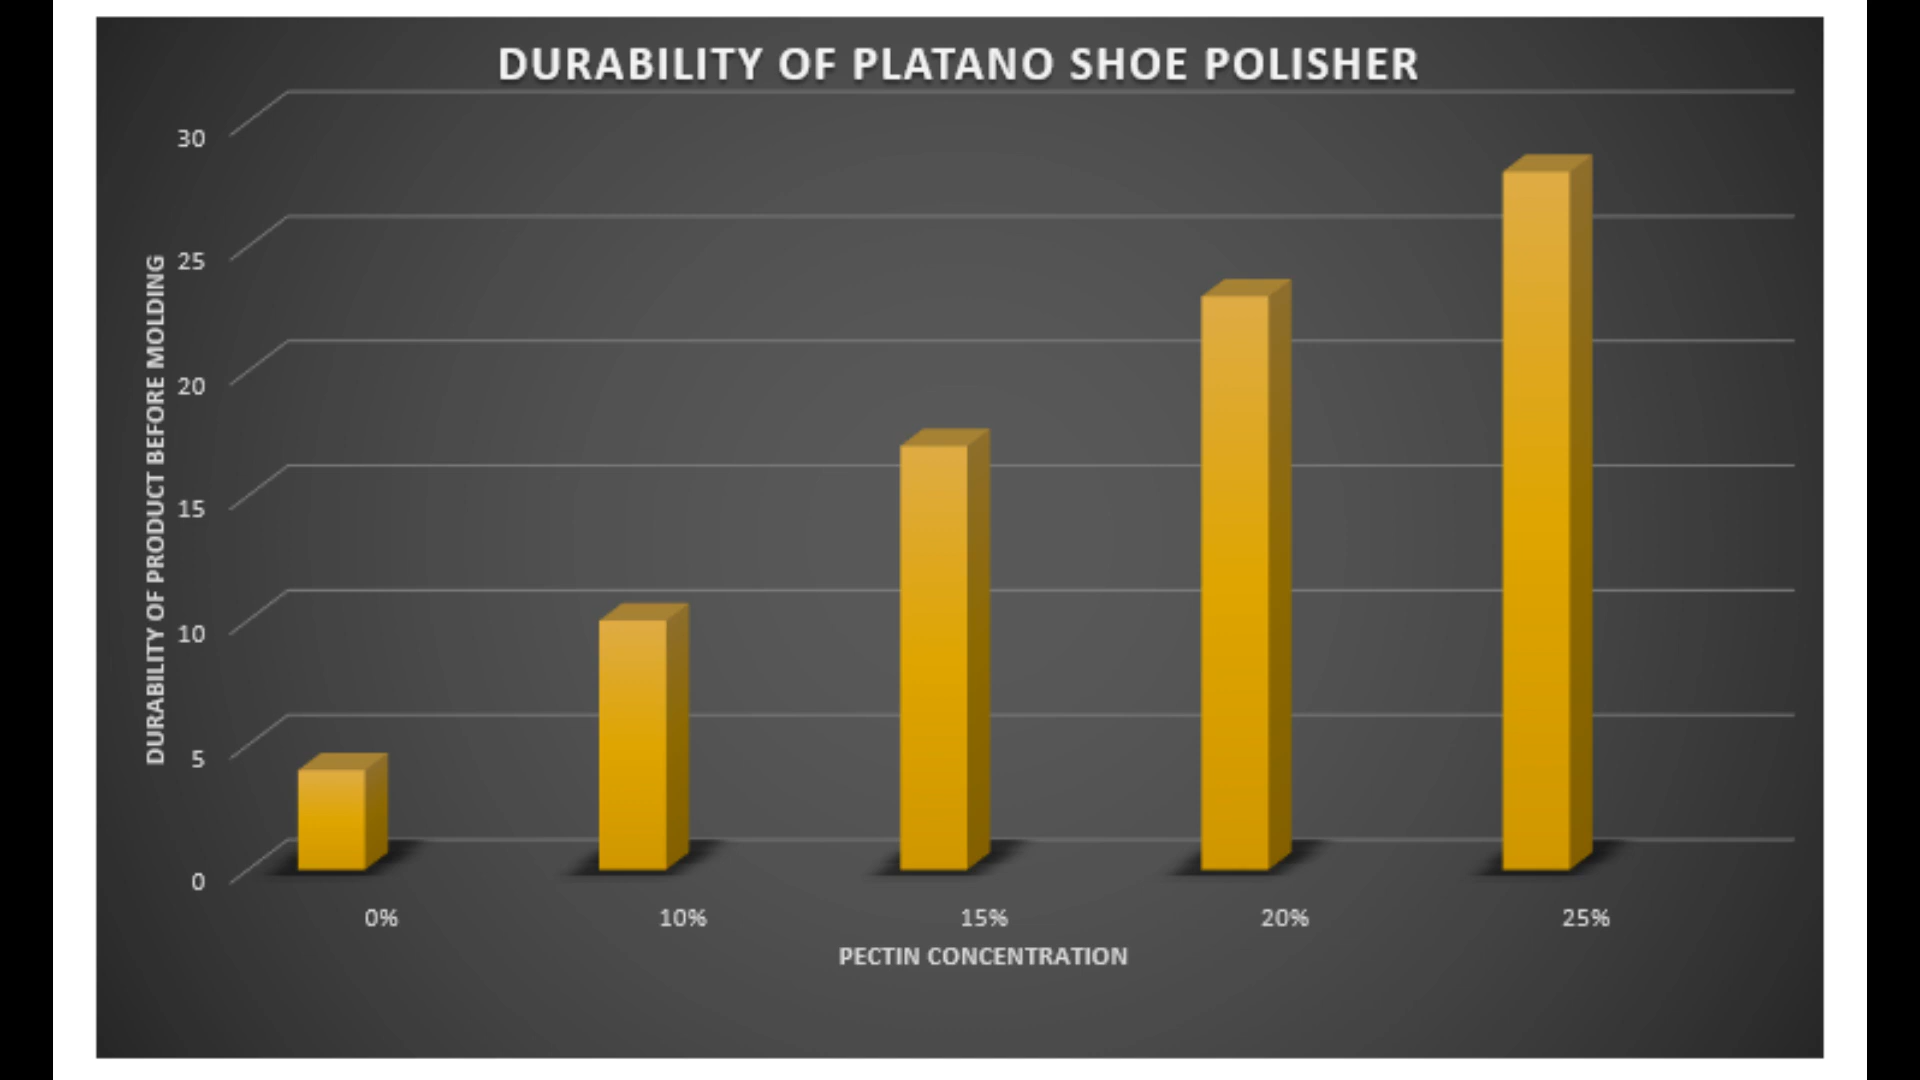 DURABILITY OF PLATANO SHOE POLISHER
DURABILITY OF PRODUCT BEFORE MOLDING
30
25
20
15
10
5
0
0% 10% 15% 20% 25%
PECTIN CONCENTRATION